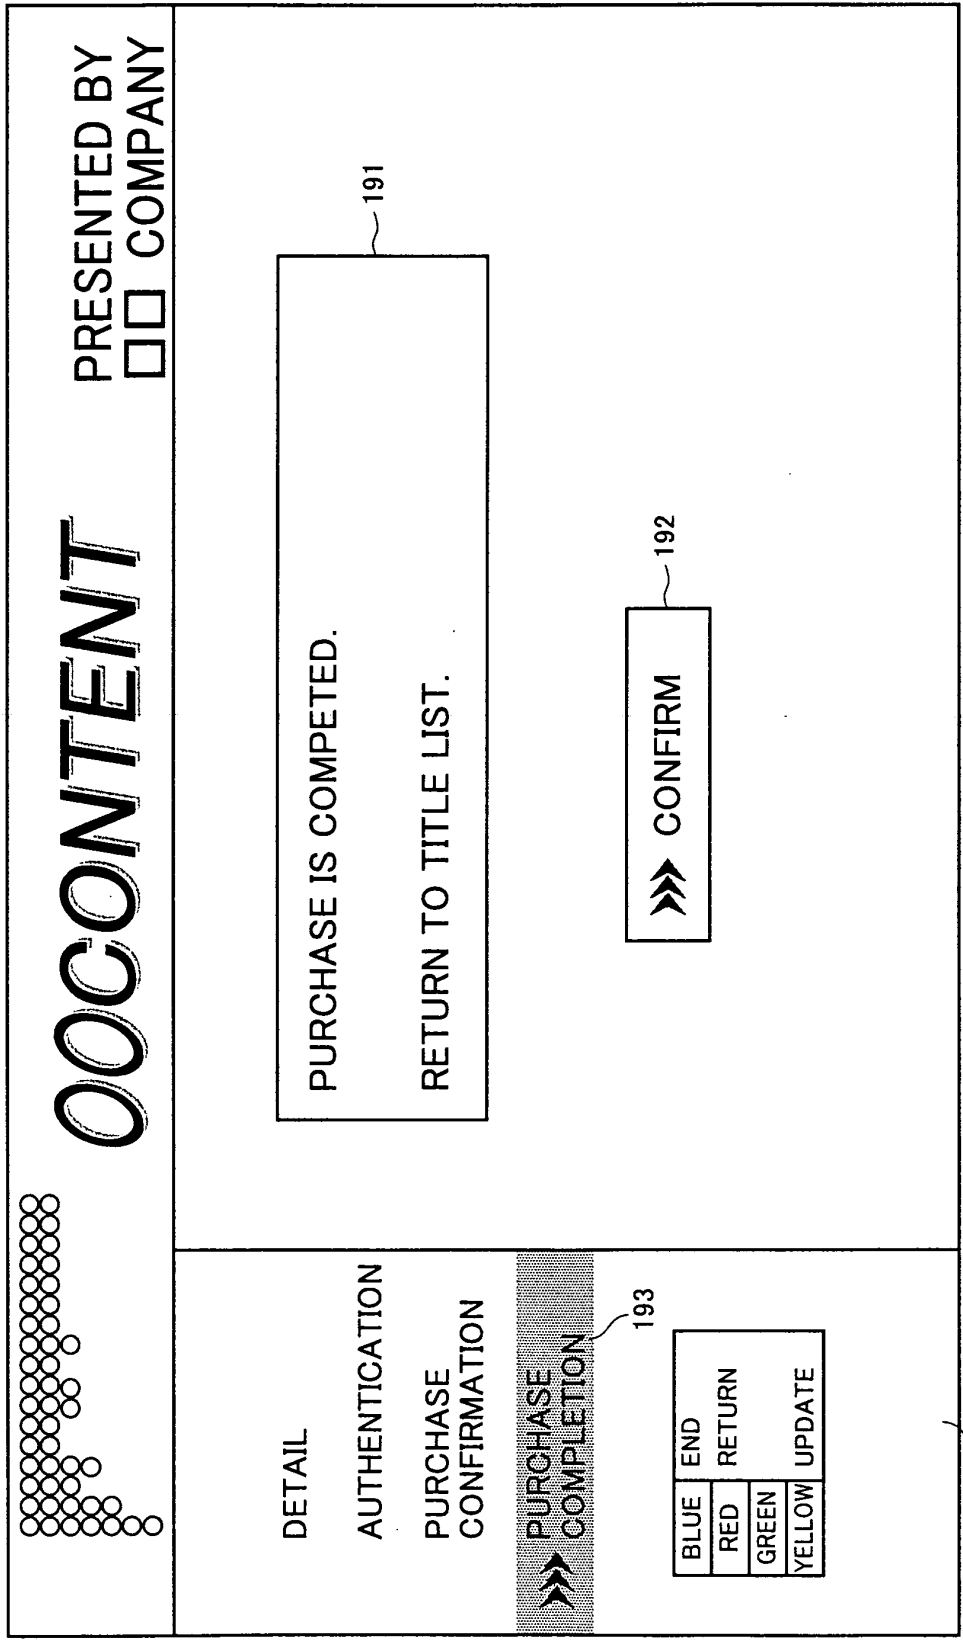 ○○CONTENT
PRESENTED BY
□□ COMPANY
DETAIL
AUTHENTICATION
PURCHASE
CONFIRMATION
PURCHASE
COMPLETION
193
BLUE END
RED RETURN
GREEN
YELLOW UPDATE
PURCHASE IS COMPETED.
RETURN TO TITLE LIST.
191
CONFIRM
192